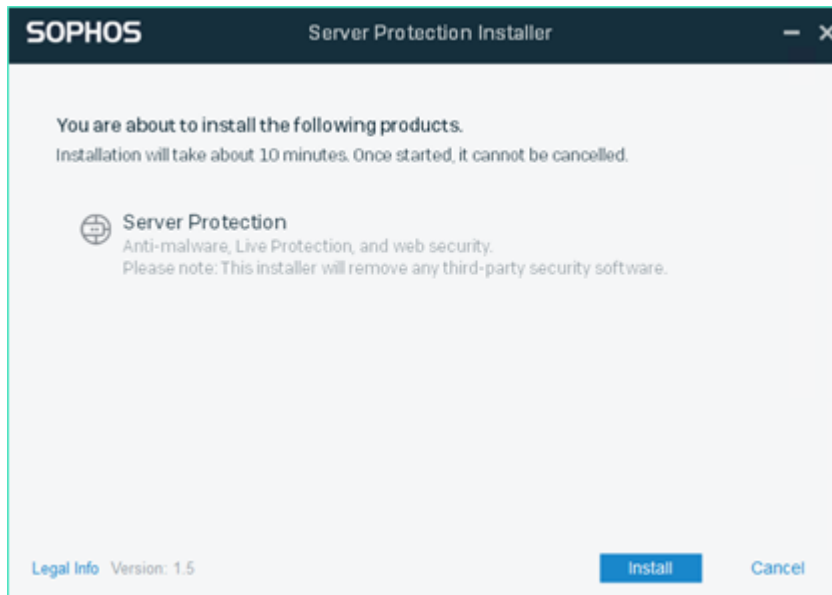 SOPHOS Server Protection Installer
You are about to install the following products.
Installation will take about 10 minutes. Once started, it cannot be cancelled.
Server Protection
Anti-malware, Live Protection, and web security.
Please note: This installer will remove any third-party security software.
Legal Info Version: 1.5 Install Cancel